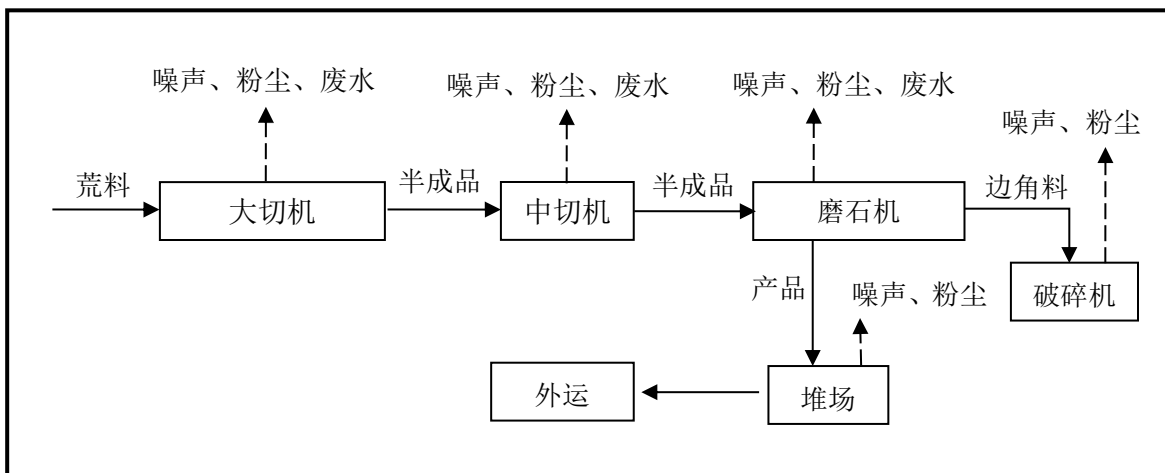 噪声、粉尘、废水
噪声、粉尘、废水
噪声、粉尘、废水
噪声、粉尘
荒料
大切机
半成品
中切机
半成品
磨石机
边角料
破碎机
产品
噪声、粉尘
外运
堆场